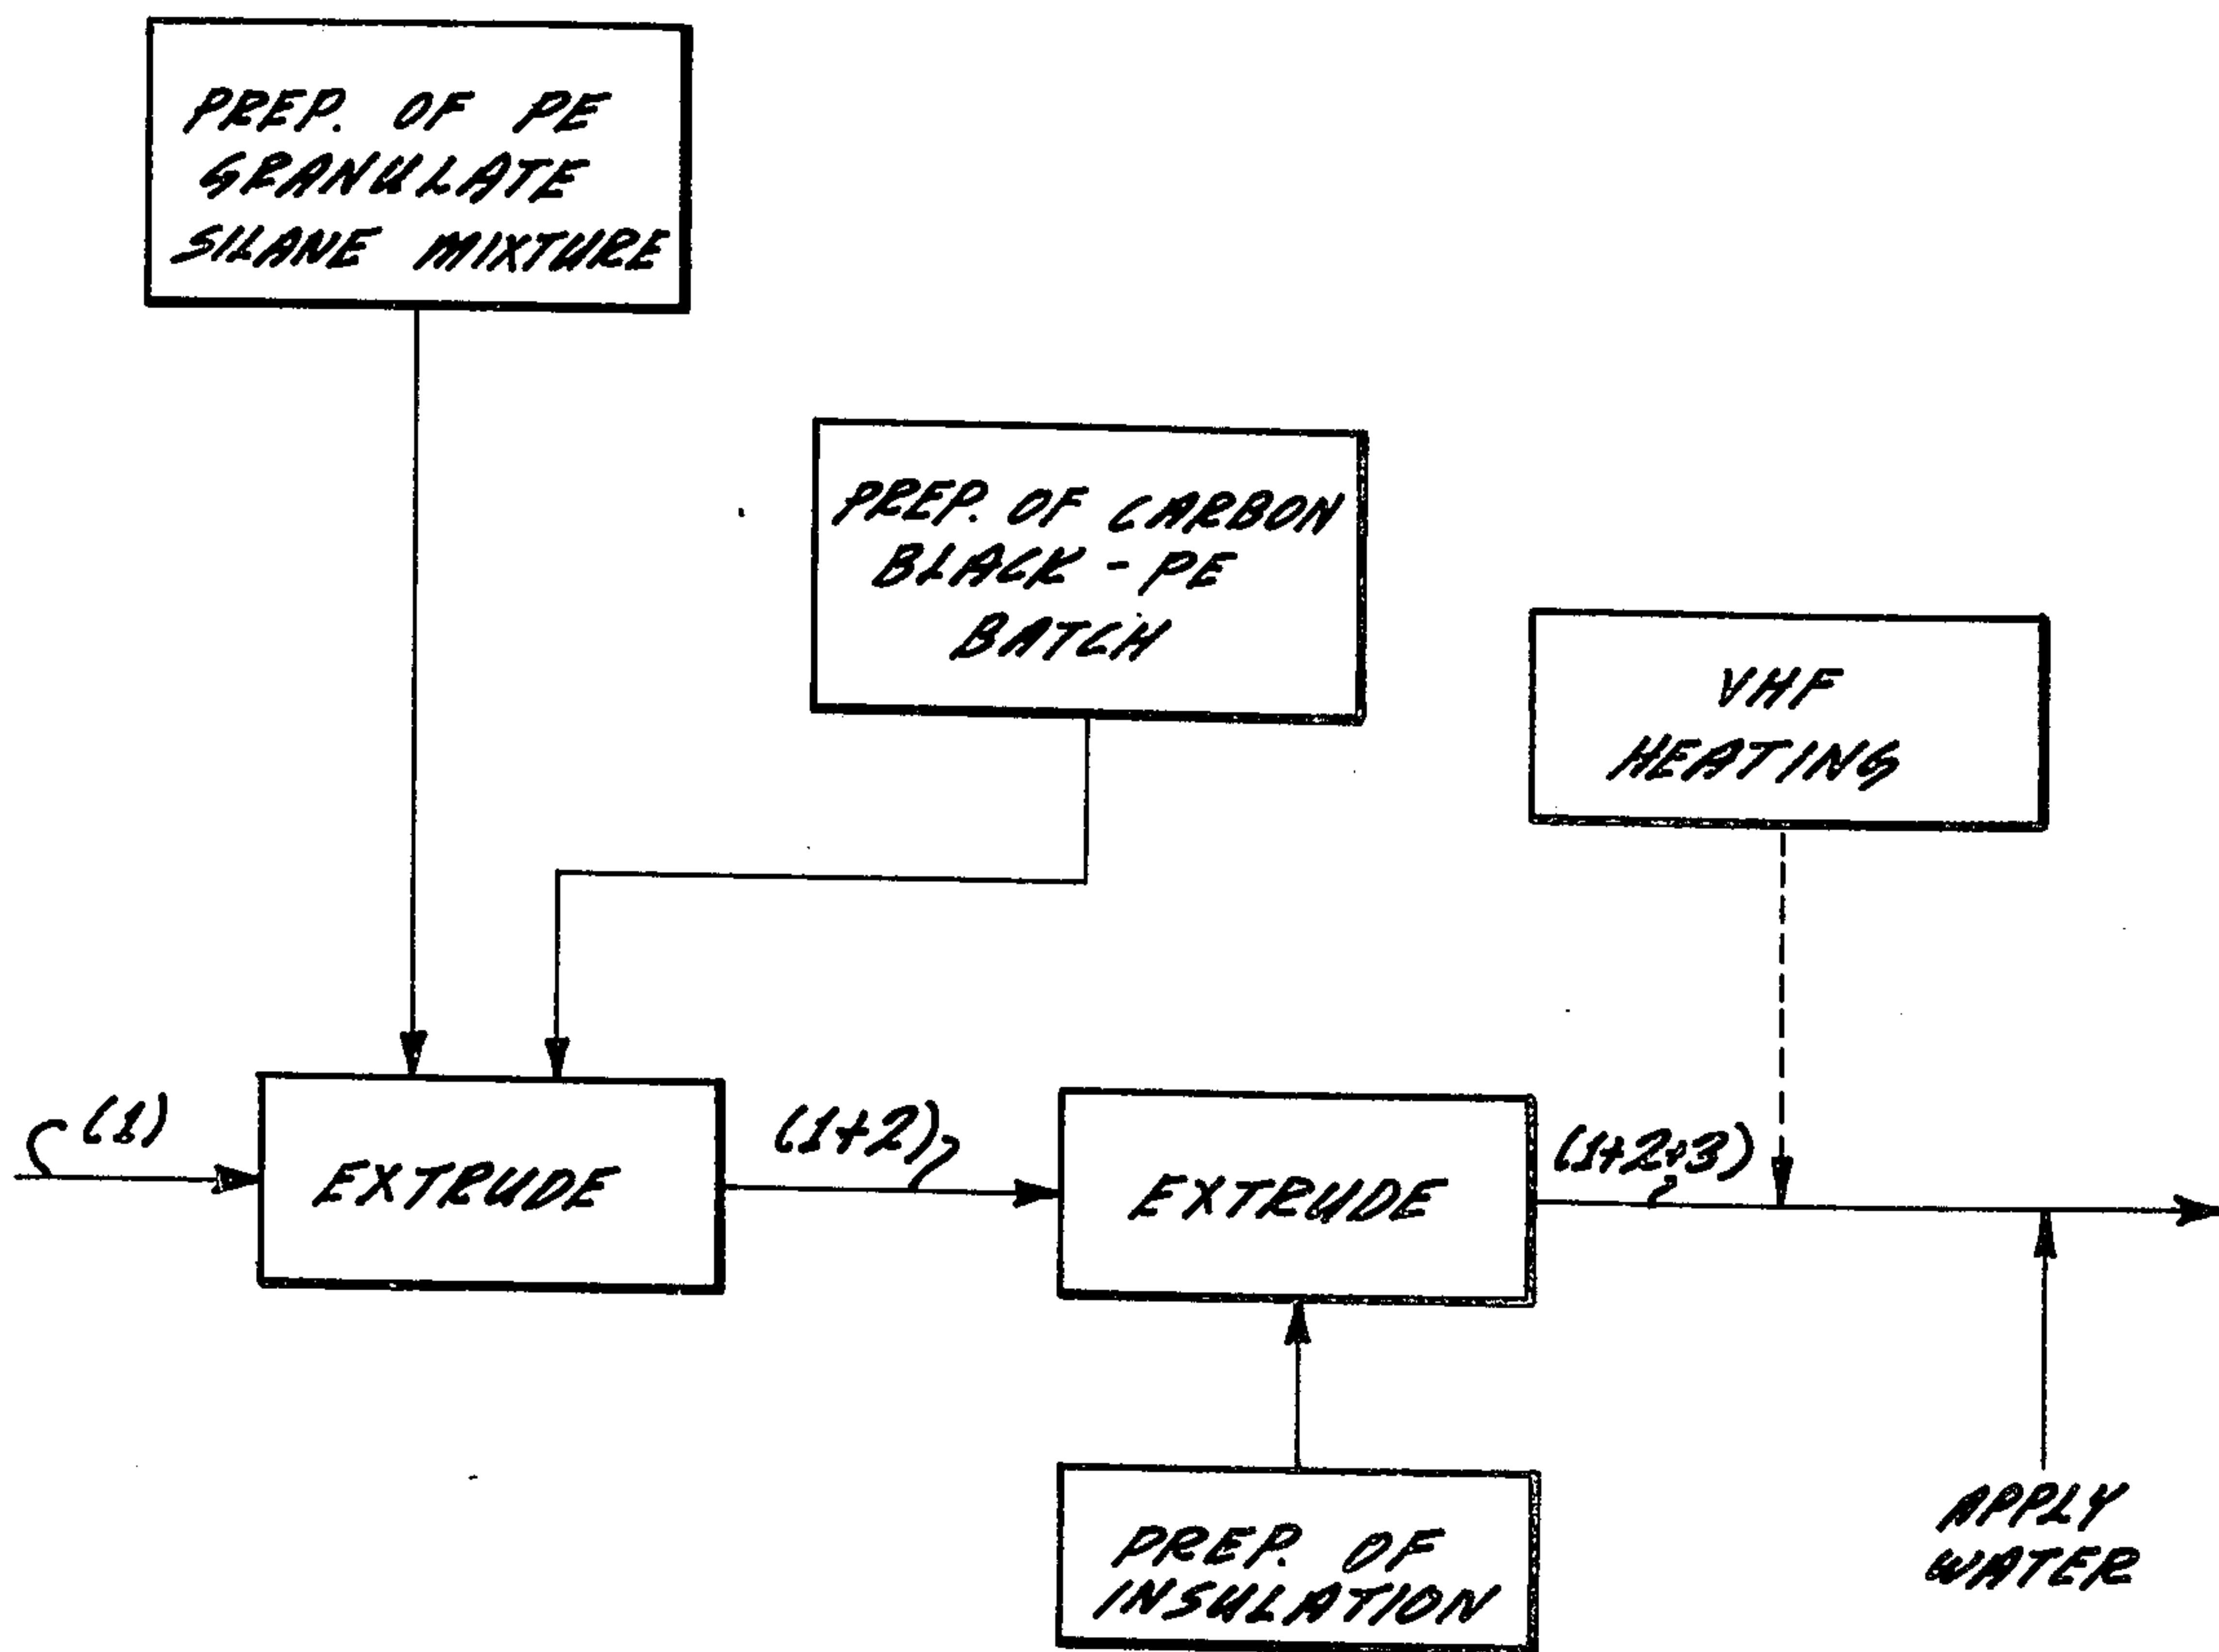 PREP. OF PE
GRANULATE
SILANE MIXTURE
PREP. OF CARBON
BLACK - PE
BATCH
VHF
HEATING
(1)
EXTRUDE
(1+2)
EXTRUDE
(1+2+3)
PREP. OF
INSULATION
APPLY
WATER